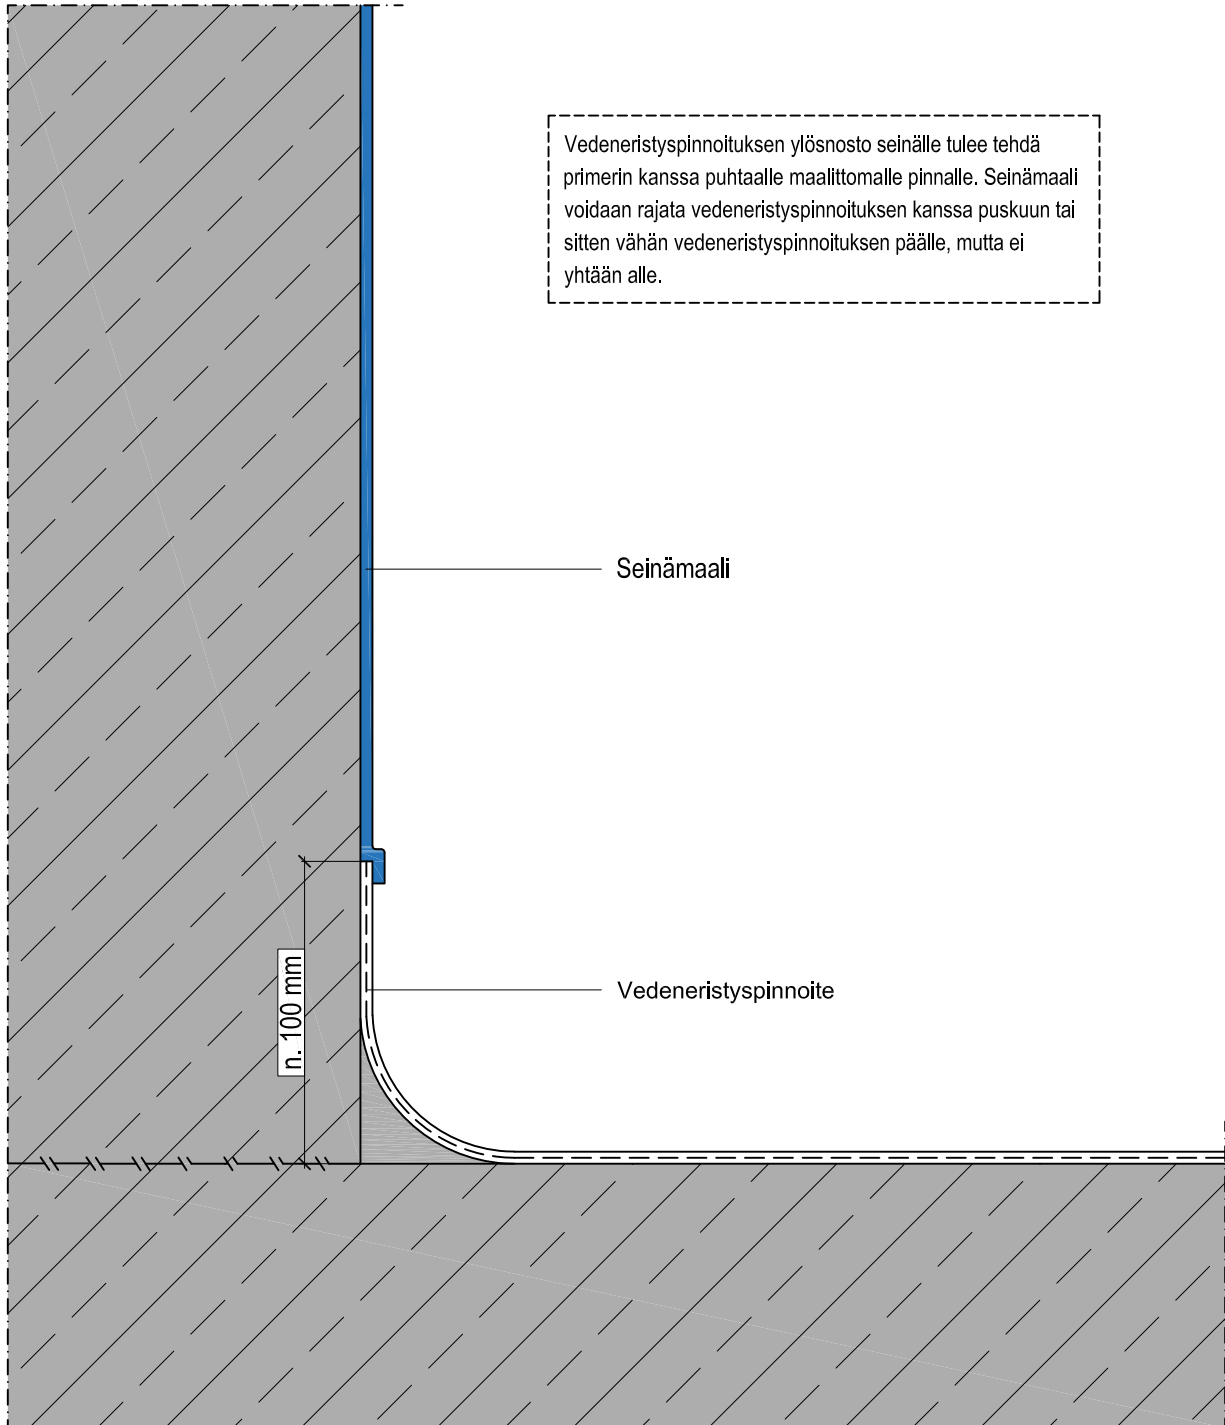 Vedeneristyspinnoituksen ylösnosto seinälle tulee tehdä
primerin kanssa puhtaalle maalittomalle pinnalle. Seinämaali
voidaan rajata vedeneristyspinnoituksen kanssa puskuun tai
sitten vähän vedeneristyspinnoituksen päälle, mutta ei
yhtään alle.
Seinämaali
Vedeneristyspinnoite
n. 100 mm